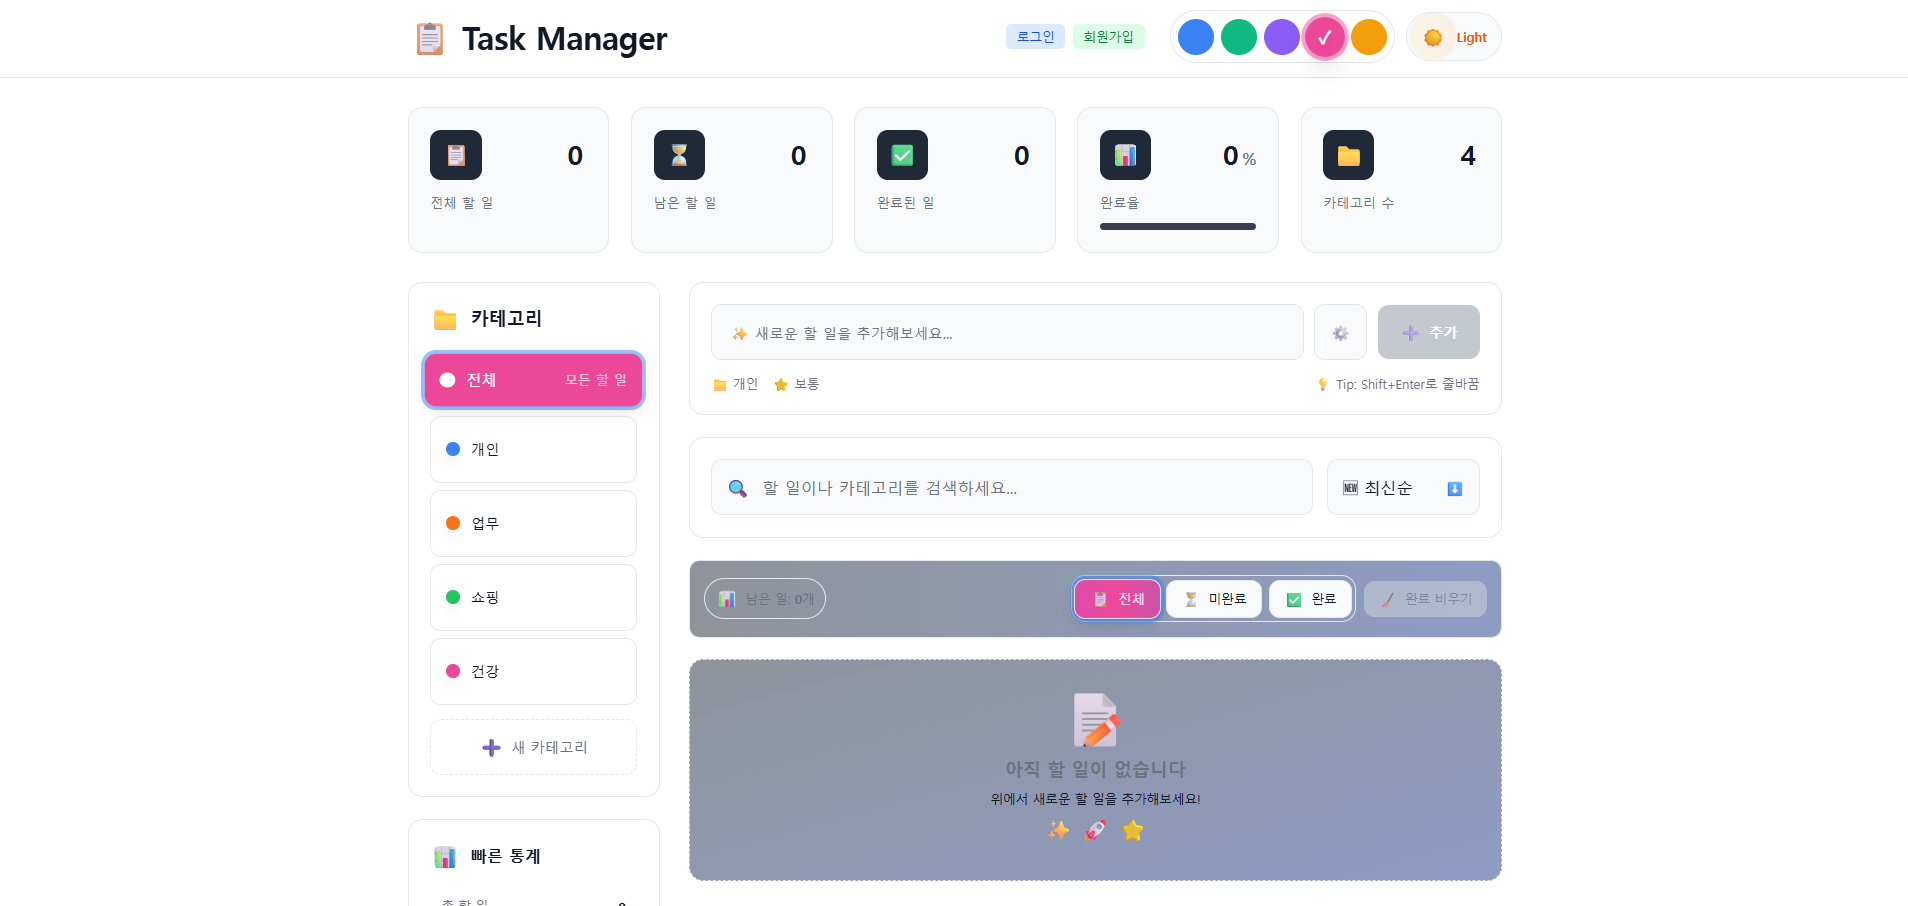 Task Manager
로그인
회원가입
Light
0
전체 할 일
0
남은 할 일
0
완료된 일
0 %
완료율
4
카테고리 수
카테고리
전체
모든 할 일
개인
업무
쇼핑
건강
새 카테고리
빠른 통계
새로운 할 일을 추가해보세요...
추가
개인
보통
Tip: Shift+Enter로 줄바꿈
할 일이나 카테고리를 검색하세요...
NEW 최신순
남은 일: 0개
전체
미완료
완료
완료 비우기
아직 할 일이 없습니다
위에서 새로운 할 일을 추가해보세요!